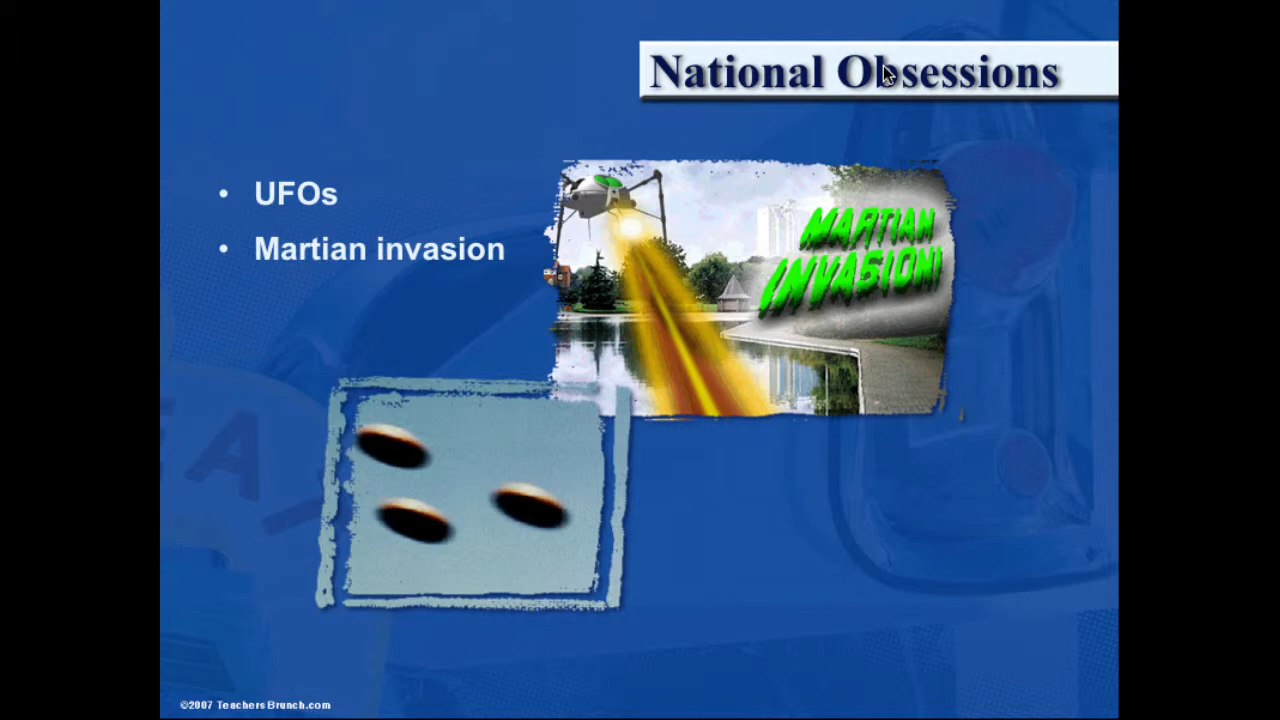 National Obsessions
• UFOs
• Martian invasion
MARTIAN
INVASION!
©2007 TeachersBrunch.com